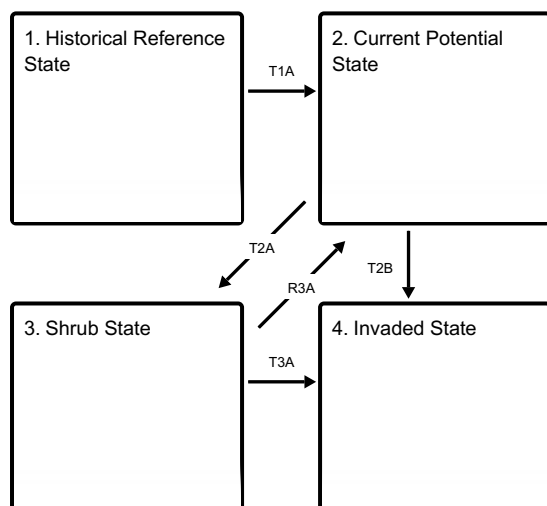 1. Historical Reference
State
T1A
2. Current Potential
State
T2A
R3A
T2B
3. Shrub State
T3A
4. Invaded State